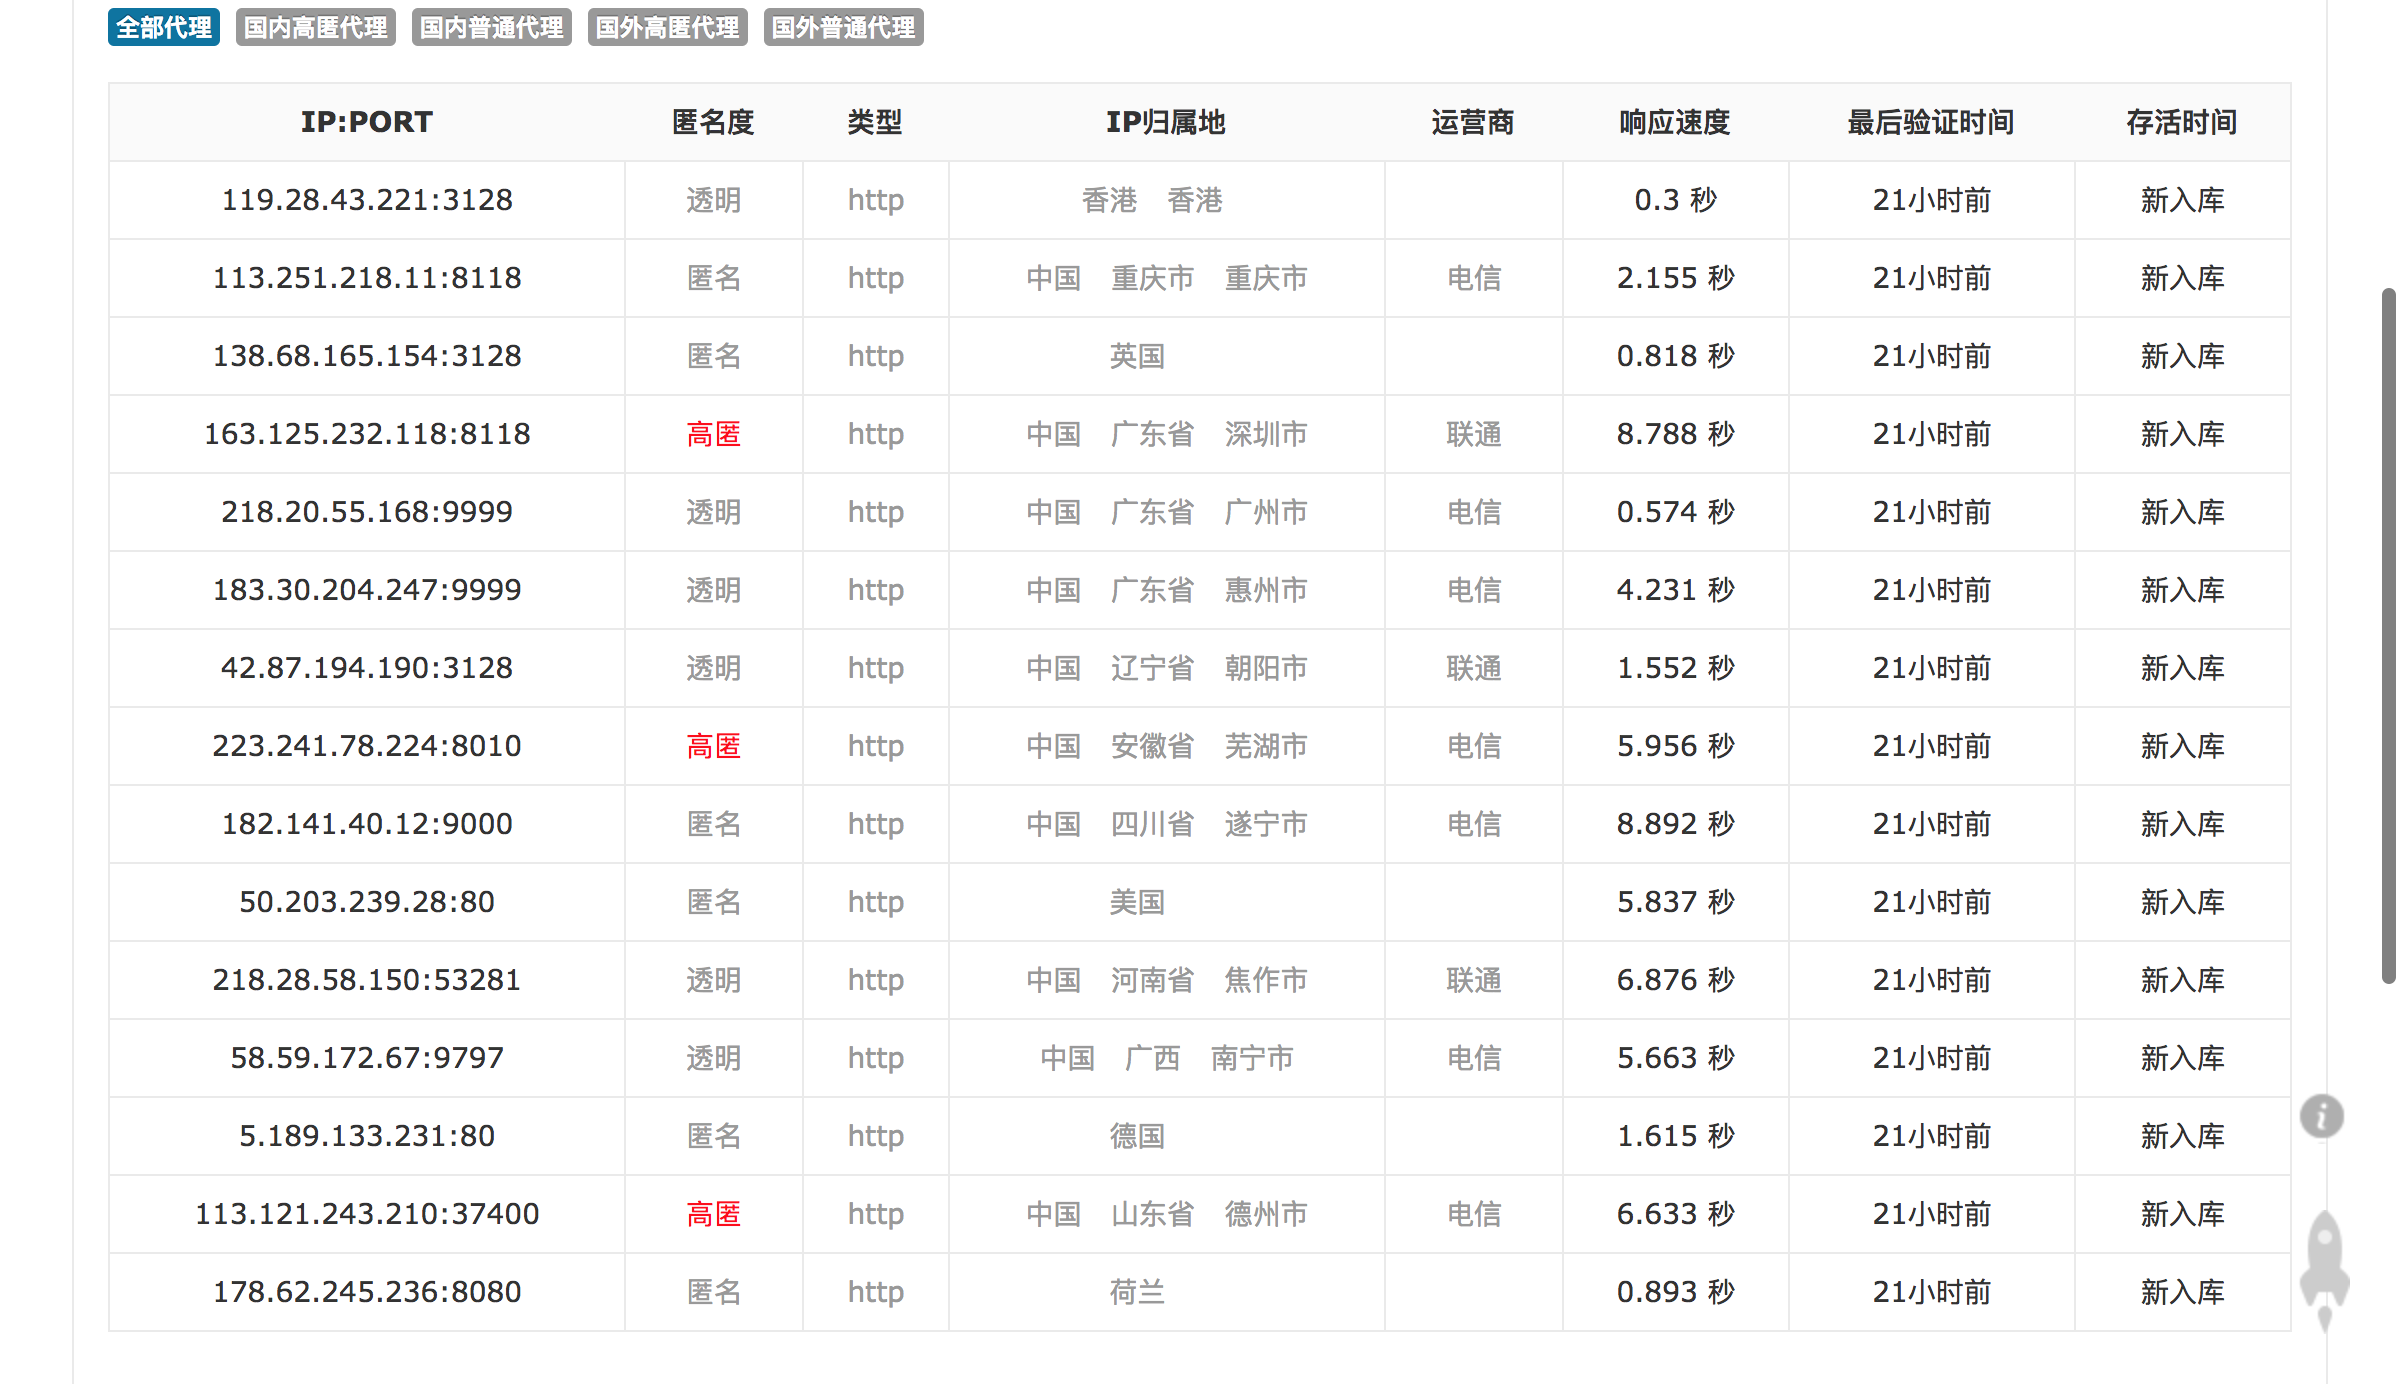 全部代理 国内高匿代理 国内普通代理 国外高匿代理 国外普通代理
IP:PORT 匿名度 类型 IP归属地 运营商 响应速度 最后验证时间 存活时间
119.28.43.221:3128 透明 http 香港 香港 0.3 秒 21小时前 新入库
113.251.218.11:8118 匿名 http 中国 重庆市 重庆市 电信 2.155 秒 21小时前 新入库
138.68.165.154:3128 匿名 http 英国 0.818 秒 21小时前 新入库
163.125.232.118:8118 高匿 http 中国 广东省 深圳市 联通 8.788 秒 21小时前 新入库
218.20.55.168:9999 透明 http 中国 广东省 广州市 电信 0.574 秒 21小时前 新入库
183.30.204.247:9999 透明 http 中国 广东省 惠州市 电信 4.231 秒 21小时前 新入库
42.87.194.190:3128 透明 http 中国 辽宁省 朝阳市 联通 1.552 秒 21小时前 新入库
223.241.78.224:8010 高匿 http 中国 安徽省 芜湖市 电信 5.956 秒 21小时前 新入库
182.141.40.12:9000 匿名 http 中国 四川省 遂宁市 电信 8.892 秒 21小时前 新入库
50.203.239.28:80 匿名 http 美国 5.837 秒 21小时前 新入库
218.28.58.150:53281 透明 http 中国 河南省 焦作市 联通 6.876 秒 21小时前 新入库
58.59.172.67:9797 透明 http 中国 广西 南宁市 电信 5.663 秒 21小时前 新入库
5.189.133.231:80 匿名 http 德国 1.615 秒 21小时前 新入库
113.121.243.210:37400 高匿 http 中国 山东省 德州市 电信 6.633 秒 21小时前 新入库
178.62.245.236:8080 匿名 http 荷兰 0.893 秒 21小时前 新入库